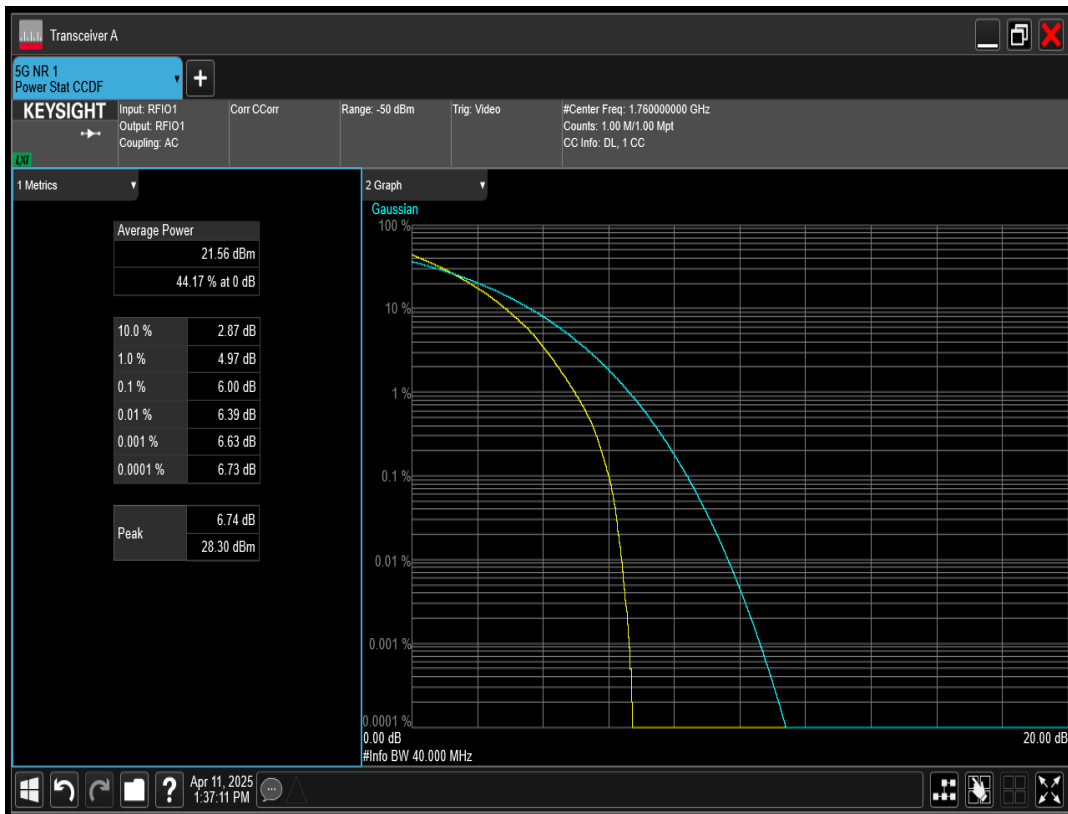 Transceiver A
5G NR 1
Power Stat CCDF
+
KEYSIGHT
LXI
Input: RFIO1
Output: RFIO1
Coupling: AC
Corr CCorr
Range: -50 dBm
Trig: Video
#Center Freq: 1.760000000 GHz
Counts: 1.00 M/1.00 Mpt
CC Info: DL, 1 CC
1 Metrics
Average Power
21.56 dBm
44.17 % at 0 dB
10.0 % 2.87 dB
1.0 % 4.97 dB
0.1 % 6.00 dB
0.01 % 6.39 dB
0.001 % 6.63 dB
0.0001 % 6.73 dB
Peak
6.74 dB
28.30 dBm
2 Graph
Gaussian
100 %
10 %
1 %
0.1 %
0.01 %
0.001 %
0.0001 %
0.00 dB
20.00 dB
#Info BW 40.000 MHz
?
Apr 11, 2025
1:37:11 PM